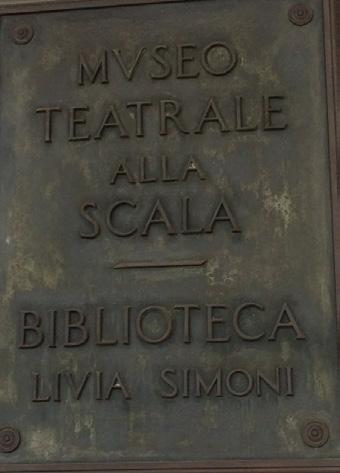 MVSEO
TEATRALE
ALLA
SCALA
BIBLIOTECA
LIVIA SIMONI